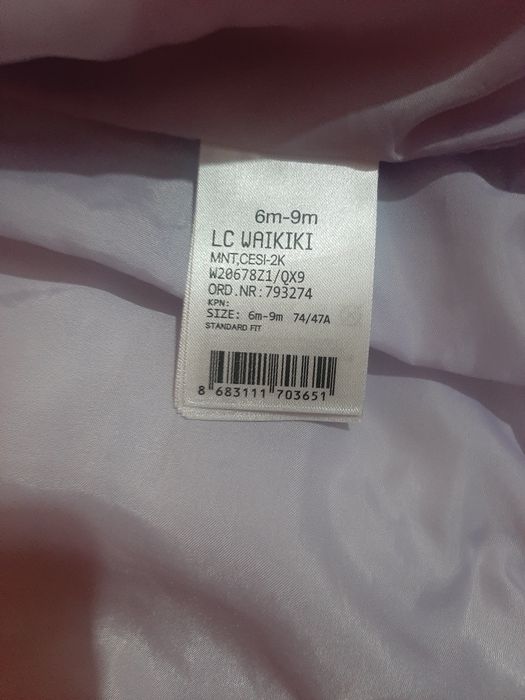 6m-9m
LC WAIKIKI
MNT,CESI-2K
W20678Z1/QX9
ORD.NR:793274
KPN:
SIZE: 6m-9m 74/47A
STANDARD FIT
8 683111 703651